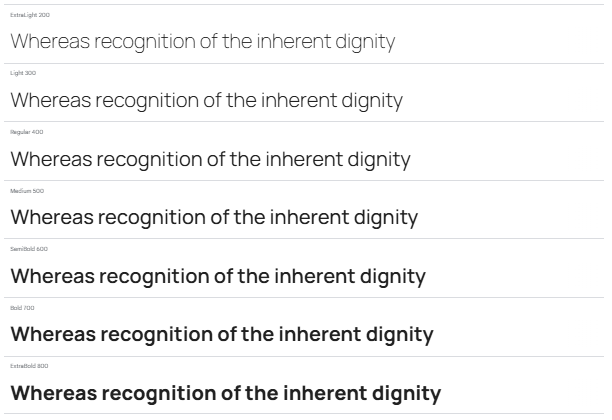 ExtraLight 200
Whereas recognition of the inherent dignity
Light 300
Whereas recognition of the inherent dignity
Regular 400
Whereas recognition of the inherent dignity
Medium 500
Whereas recognition of the inherent dignity
SemiBold 600
Whereas recognition of the inherent dignity
Bold 700
Whereas recognition of the inherent dignity
ExtraBold 800
Whereas recognition of the inherent dignity